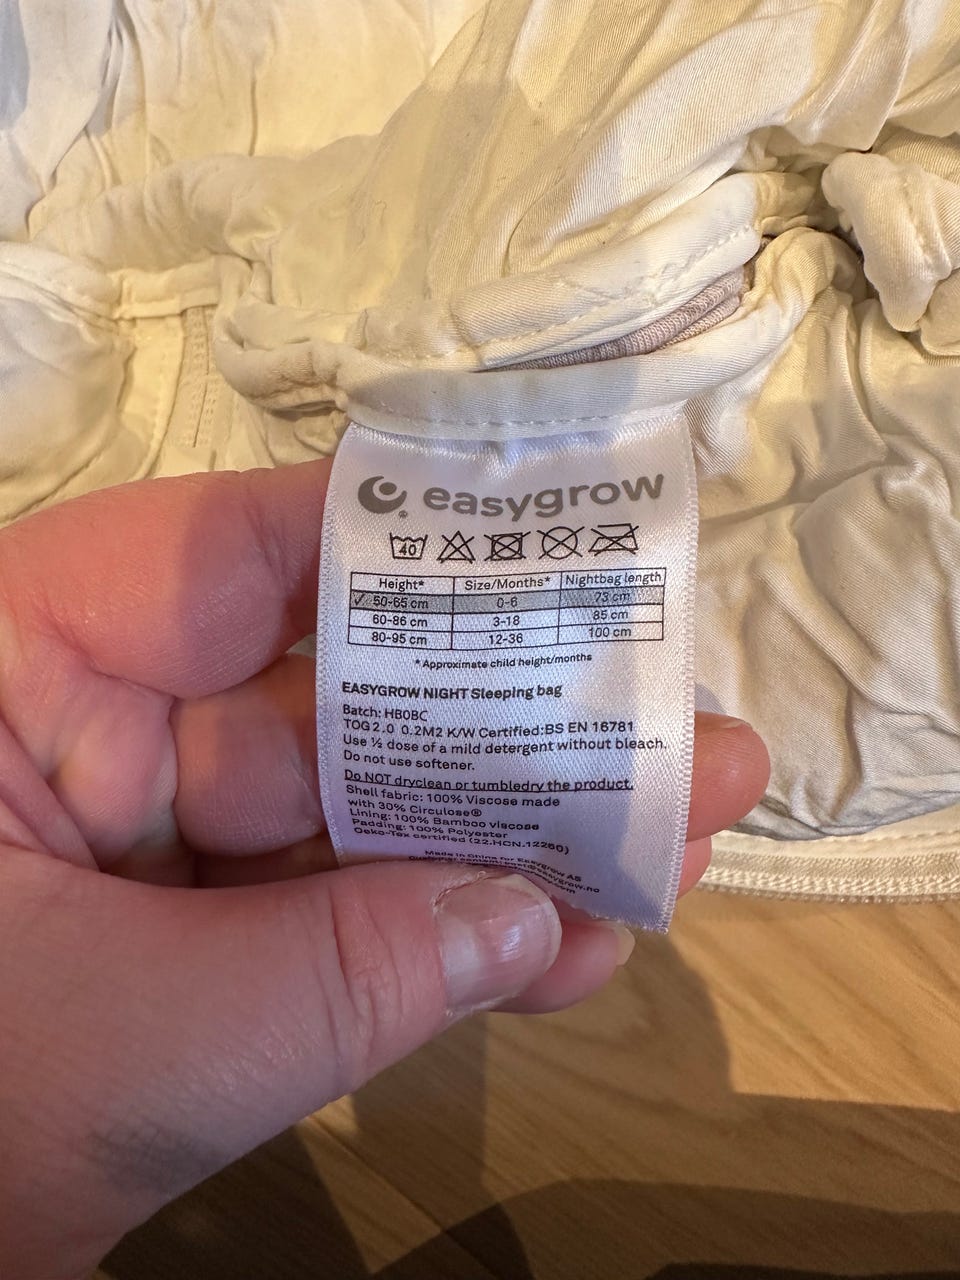 easygrow
40
Height* Size/Months* Nightbag length
✓ 50-65 cm 0-6 73 cm
60-86 cm 3-18 85 cm
80-95 cm 12-36 100 cm
* Approximate child height/months
EASYGROW NIGHT Sleeping bag
Batch: HB0BC
TOG 2.0 0.2M2 K/W Certified:BS EN 16781
Use ½ dose of a mild detergent without bleach.
Do not use softener.
Do NOT dryclean or tumbledry the product.
Shell fabric: 100% Viscose made
with 30% Circulose®
Lining: 100% Bamboo viscose
Padding: 100% Polyester
Oeko-Tex certified (22.HCN.12260)
Made in China for Easygrow AS